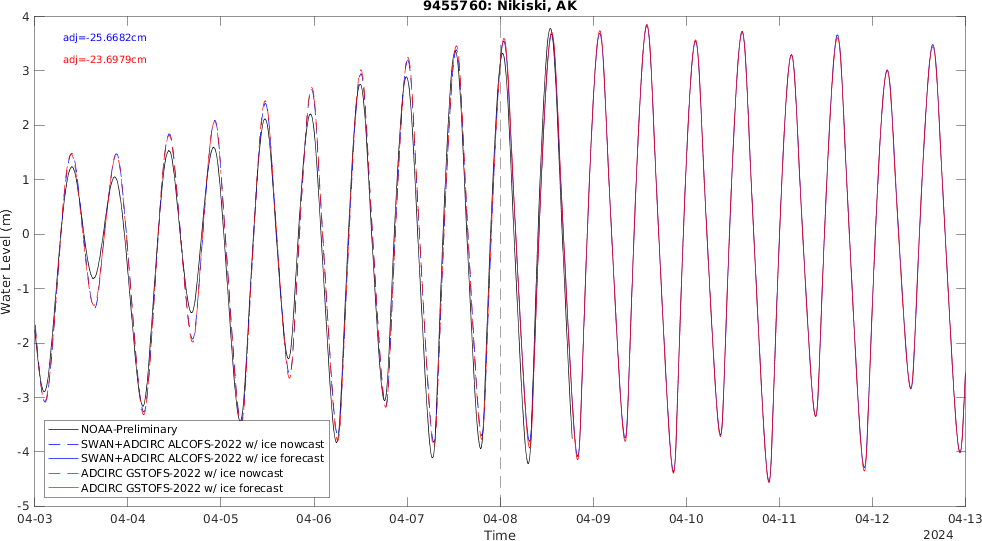 9455760: Nikiski, AK
adj=-25.6682cm
adj=-23.6979cm
4
3
2
1
0
-1
-2
-3
-4
-5
Water Level (m)
NOAA-Preliminary
SWAN+ADCIRC ALCOFS-2022 w/ ice nowcast
SWAN+ADCIRC ALCOFS-2022 w/ ice forecast
ADCIRC GSTOFS-2022 w/ ice nowcast
ADCIRC GSTOFS-2022 w/ ice forecast
04-03 04-04 04-05 04-06 04-07 04-08 04-09 04-10 04-11 04-12 04-13
Time
2024